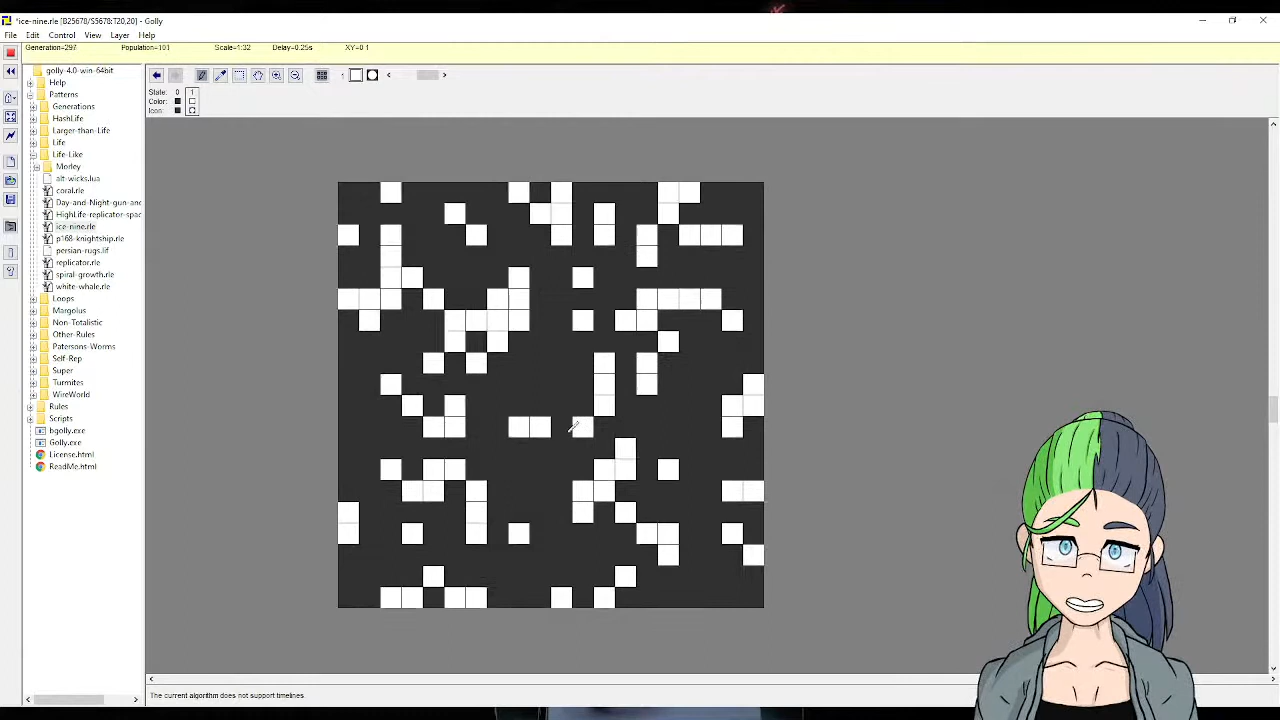 *ice-nine.rle [B25678/S5678:T20,20] - Golly
File Edit Control View Layer Help
Generation=297 Population=101 Scale=1:32 Delay=0.25s XY=0 1
golly-4.0-win-64bit
Help
Patterns
Generations
HashLife
Larger-than-Life
Life
Life-Like
Morley
alt-wicks.lua
coral.rle
Day-and-Night-gun-and
HighLife-replicator-spac
ice-nine.rle
p168-knightship.rle
persian-rugs.lif
replicator.rle
spiral-growth.rle
white-whale.rle
Loops
Margolus
Non-Totalistic
Other-Rules
Patersons-Worms
Self-Rep
Super
Turmites
WireWorld
Rules
Scripts
bgolly.exe
Golly.exe
License.html
ReadMe.html
State: 0 1
Color:
Icon:
The current algorithm does not support timelines.